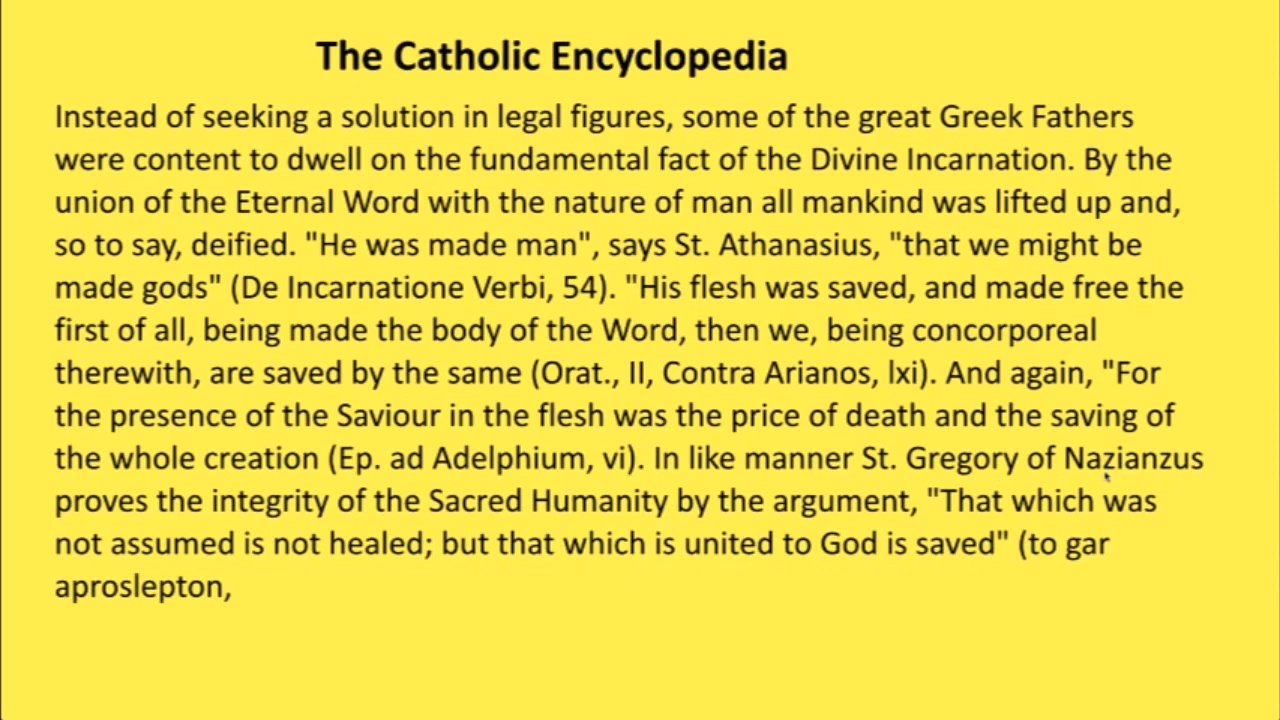 The Catholic Encyclopedia
Instead of seeking a solution in legal figures, some of the great Greek Fathers
were content to dwell on the fundamental fact of the Divine Incarnation. By the
union of the Eternal Word with the nature of man all mankind was lifted up and,
so to say, deified. "He was made man", says St. Athanasius, "that we might be
made gods" (De Incarnatione Verbi, 54). "His flesh was saved, and made free the
first of all, being made the body of the Word, then we, being concorporeal
therewith, are saved by the same (Orat., II, Contra Arianos, lxi). And again, "For
the presence of the Saviour in the flesh was the price of death and the saving of
the whole creation (Ep. ad Adelphium, vi). In like manner St. Gregory of Nazianzus
proves the integrity of the Sacred Humanity by the argument, "That which was
not assumed is not healed; but that which is united to God is saved" (to gar
aproslepton,